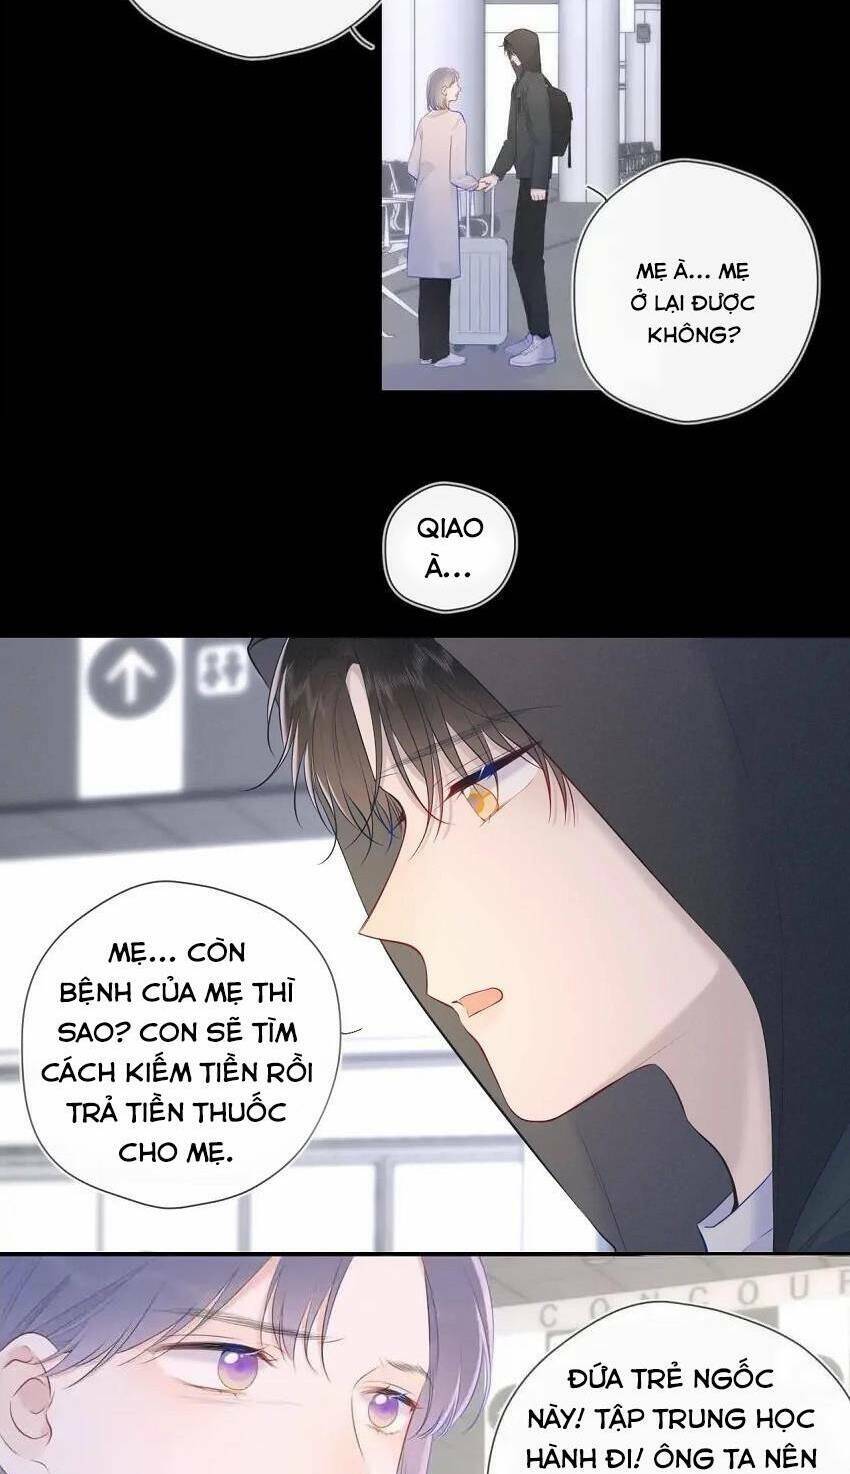 MẸ À... MẸ
Ở LẠI ĐƯỢC
KHÔNG?
QIAO
À...
MẸ... CÒN
BỆNH CỦA MẸ THÌ
SAO? CON SẼ TÌM
CÁCH KIẾM TIỀN RỒI
TRẢ TIỀN THUỐC
CHO MẸ.
CONCOUR
ĐỨA TRẺ NGỐC
NÀY! TẬP TRUNG HỌC
HÀNH ĐI! ÔNG TA NÊN